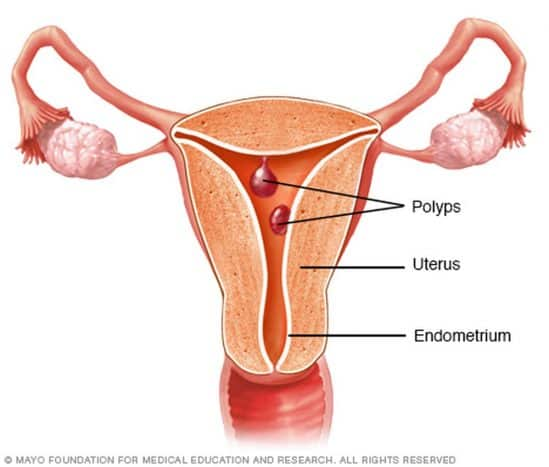 Polyps
Uterus
Endometrium
© MAYO FOUNDATION FOR MEDICAL EDUCATION AND RESEARCH. ALL RIGHTS RESERVED